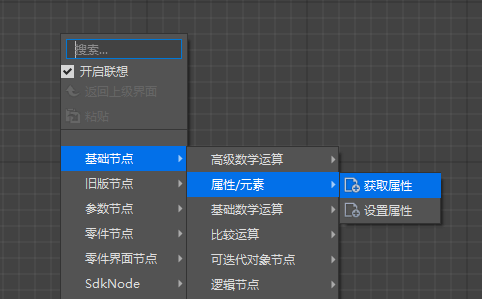 搜索...
开启联想
返回上级界面
粘贴
基础节点
旧版节点
参数节点
零件节点
零件界面节点
SdkNode
高级数学运算
属性/元素
基础数学运算
比较运算
可迭代对象节点
逻辑节点
获取属性
设置属性